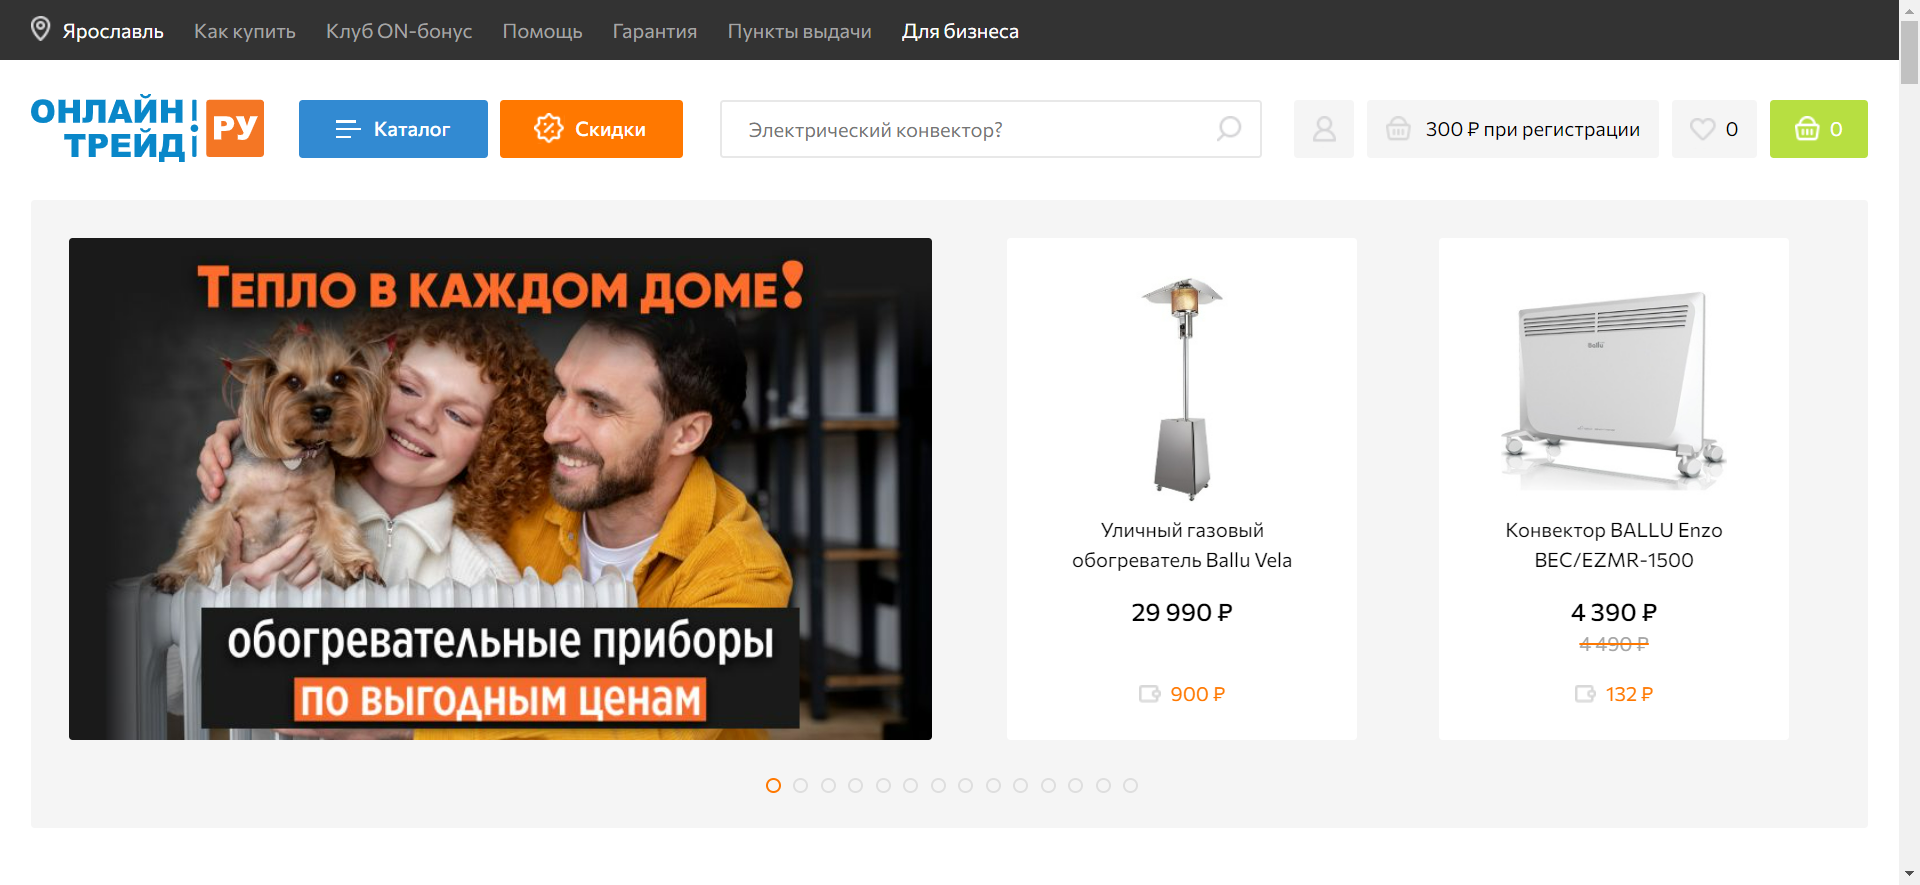 Ярославль Как купить Клуб ON-бонус Помощь Гарантия Пункты выдачи Для бизнеса
ОНЛАЙН
ТРЕЙД
РУ
Каталог
Скидки
Электрический конвектор?
300 ₽ при регистрации
0
0
ТЕПЛО В КАЖДОМ ДОМЕ!
обогревательные приборы
по выгодным ценам
Уличный газовый
обогреватель Ballu Vela
29 990 ₽
900 ₽
Ballu
Конвектор BALLU Enzo
BEC/EZMR-1500
4 390 ₽
4 490 ₽
132 ₽